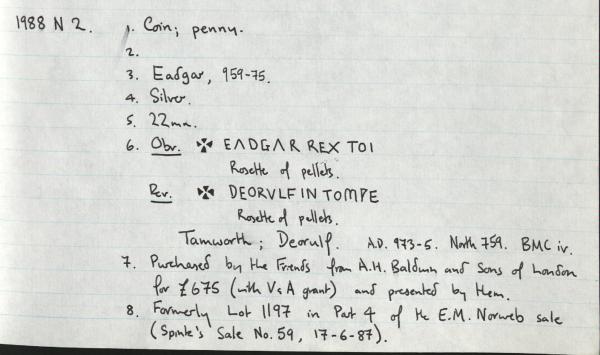 1988 N 2. 1. Coin; penny.
2.
3. Eadgar, 959-75.
4. Silver.
5. 22mm.
6. Obv. ✠ EADGAR REX TOI
Rosette of pellets.
Rev. ✠ DEORVLF IN TOMPE
Rosette of pellets.
Tamworth; Deorulf. A.D. 973-5. North 759. BMC iv.
7. Purchased by the Friends from A.H. Baldwin and Sons of London
for £675 (with V & A grant) and presented by them.
8. Formerly Lot 1197 in Part 4 of the E.M. Norweb sale
(Spink's Sale No. 59, 17-6-87).